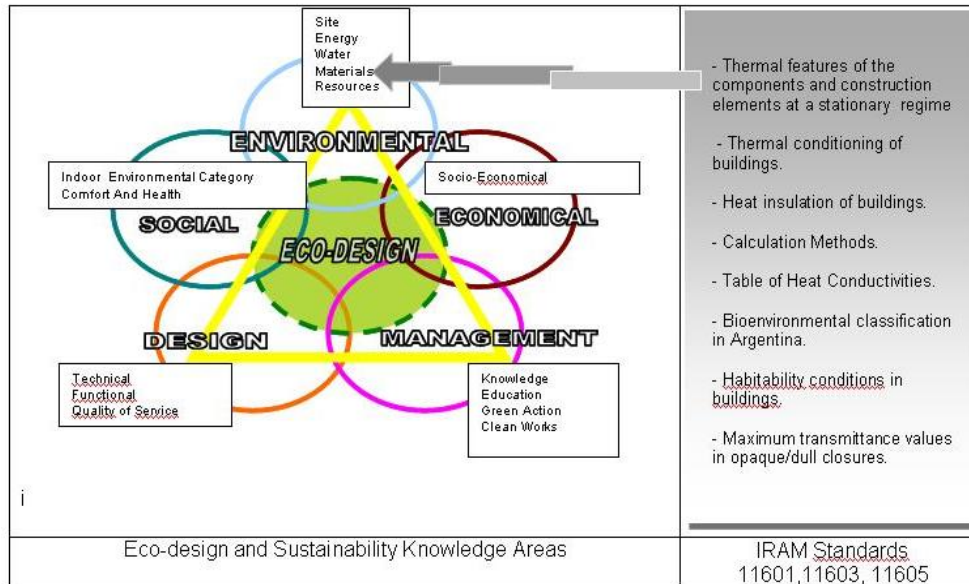 Site
Energy
Water
Materials
Resources
ENVIRONMENTAL
Indoor Environmental Category
Comfort And Health
Socio-Economical
SOCIAL
ECONOMICAL
ECO-DESIGN
DESIGN
MANAGEMENT
Technical
Functional
Quality of Service
Knowledge
Education
Green Action
Clean Works
i
- Thermal features of the
components and construction
elements at a stationary regime
- Thermal conditioning of
buildings.
- Heat insulation of buildings.
- Calculation Methods.
- Table of Heat Conductivities.
- Bioenvironmental classification
in Argentina.
- Habitability conditions in
buildings.
- Maximum transmittance values
in opaque/dull closures.
Eco-design and Sustainability Knowledge Areas
IRAM Standards
11601,11603, 11605